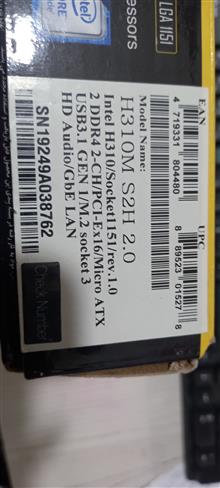 LGA 1151
essors
intel
EAN
4 719331 804480
UPC
8 89523 01527 8
Model Name:
H310M S2H 2.0
Intel H310/Socket1151/rev.1.0
2 DDR4 2-CH/PCI-Ex16/Micro ATX
USB3.1 GEN 1/M.2 socket 3
HD Audio/GbE LAN
SN19249A038762
Check Number